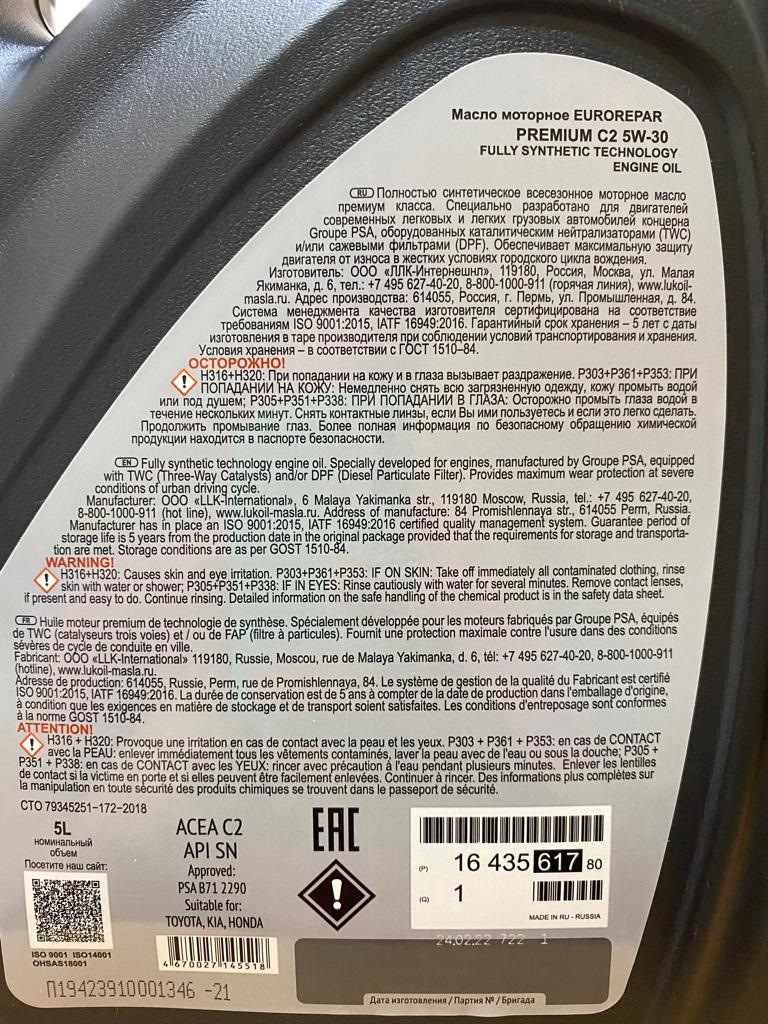 Масло моторное EUROREPAR
PREMIUM C2 5W-30
FULLY SYNTHETIC TECHNOLOGY
ENGINE OIL
RU Полностью синтетическое всесезонное моторное масло
премиум класса. Специально разработано для двигателей
современных легковых и легких грузовых автомобилей концерна
Groupe PSA, оборудованных каталитическим нейтрализаторами (TWC)
и/или сажевыми фильтрами (DPF). Обеспечивает максимальную защиту
двигателя от износа в жестких условиях городского цикла вождения.
Изготовитель: ООО «ЛЛК-Интернешнл», 119180, Россия, Москва, ул. Малая
Якиманка, д. 6, тел.: +7 495 627-40-20, 8-800-1000-911 (горячая линия), www.lukoil-
masla.ru. Адрес производства: 614055, Россия, г. Пермь, ул. Промышленная, д. 84.
Система менеджмента качества изготовителя сертифицирована на соответствие
требованиям ISO 9001:2015, IATF 16949:2016. Гарантийный срок хранения – 5 лет с даты
изготовления в таре производителя при соблюдении условий транспортирования и хранения.
Условия хранения – в соответствии с ГОСТ 1510–84.
ОСТОРОЖНО!
H316+H320: При попадании на кожу и в глаза вызывает раздражение. P303+P361+P353: ПРИ
ПОПАДАНИИ НА КОЖУ: Немедленно снять всю загрязненную одежду, кожу промыть водой
или под душем; P305+P351+P338: ПРИ ПОПАДАНИИ В ГЛАЗА: Осторожно промыть глаза водой в
течение нескольких минут. Снять контактные линзы, если Вы ими пользуетесь и если это легко сделать.
Продолжить промывание глаз. Более полная информация по безопасному обращению химической
продукции находится в паспорте безопасности.
EN Fully synthetic technology engine oil. Specially developed for engines, manufactured by Groupe PSA, equipped
with TWC (Three-Way Catalysts) and/or DPF (Diesel Particulate Filter). Provides maximum wear protection at severe
conditions of urban driving cycle.
Manufacturer: OOO «LLK-International», 6 Malaya Yakimanka str., 119180 Moscow, Russia, tel.: +7 495 627-40-20,
8-800-1000-911 (hot line), www.lukoil-masla.ru. Address of manufacture: 84 Promishlennaya str., 614055 Perm, Russia.
Manufacturer has in place an ISO 9001:2015, IATF 16949:2016 certified quality management system. Guarantee period of
storage life is 5 years from the production date in the original package provided that the requirements for storage and transporta-
tion are met. Storage conditions are as per GOST 1510-84.
WARNING!
H316+H320: Causes skin and eye irritation. P303+P361+P353: IF ON SKIN: Take off immediately all contaminated clothing, rinse
skin with water or shower; P305+P351+P338: IF IN EYES: Rinse cautiously with water for several minutes. Remove contact lenses,
if present and easy to do. Continue rinsing. Detailed information on the safe handling of the chemical product is in the safety data sheet.
FR Huile moteur premium de technologie de synthèse. Spécialement développée pour les moteurs fabriqués par Groupe PSA, équipés
de TWC (catalyseurs trois voies) et / ou de FAP (filtre à particules). Fournit une protection maximale contre l'usure dans des conditions
sévères de cycle de conduite en ville.
Fabricant: OOO «LLK-International» 119180, Russie, Moscou, rue de Malaya Yakimanka, d. 6, tél: +7 495 627-40-20, 8-800-1000-911
(hotline), www.lukoil-masla.ru.
Adresse de production: 614055, Russie, Perm, rue de Promishlennaya, 84. Le système de gestion de la qualité du Fabricant est certifié
ISO 9001:2015, IATF 16949:2016. La durée de conservation est de 5 ans à compter de la date de production dans l'emballage d'origine,
à condition que les exigences en matière de stockage et de transport soient satisfaites. Les conditions d'entreposage sont conformes
à la norme GOST 1510-84.
ATTENTION!
H316 + H320: Provoque une irritation en cas de contact avec la peau et les yeux. P303 + P361 + P353: en cas de CONTACT
avec la PEAU: enlever immédiatement tous les vêtements contaminés, laver la peau avec de l'eau ou sous la douche; P305 +
P351 + P338: en cas de CONTACT avec les YEUX: rincer avec précaution à l'eau pendant plusieurs minutes. Enlever les lentilles
de contact si la victime en porte et si elles peuvent être facilement enlevées. Continuer à rincer. Des informations plus complètes sur
la manipulation en toute sécurité des produits chimiques se trouvent dans le passeport de sécurité.
СТО 79345251-172-2018
5L
номинальный
объем
Посетите наш сайт:
ISO 9001 ISO14001
OHSAS18001
ACEA C2
API SN
Approved:
PSA B71 2290
Suitable for:
TOYOTA, KIA, HONDA
4 670027 145518
EAC
(P) 16 435 617 80
(Q) 1
MADE IN RU - RUSSIA
24.02.22 722 1
Дата изготовления / Партия № / Бригада
П19423910001346 -21